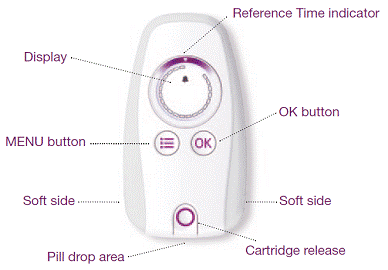 Reference Time indicator
Display
OK button
MENU button
OK
Soft side
Soft side
Pill drop area
Cartridge release